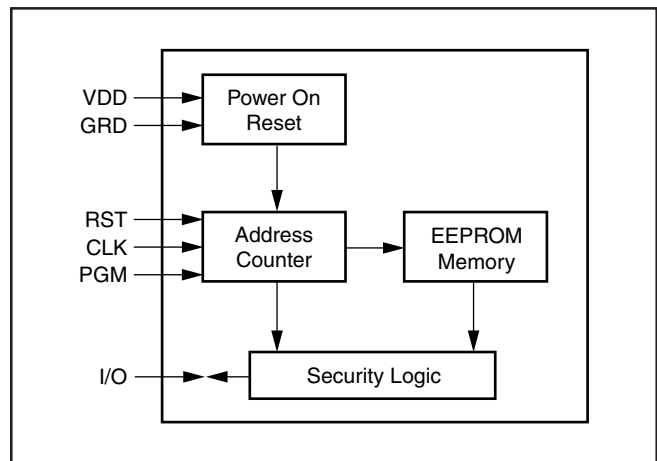 VDD
GRD
Power On
Reset
RST
CLK
PGM
Address
Counter
EEPROM
Memory
I/O
Security Logic